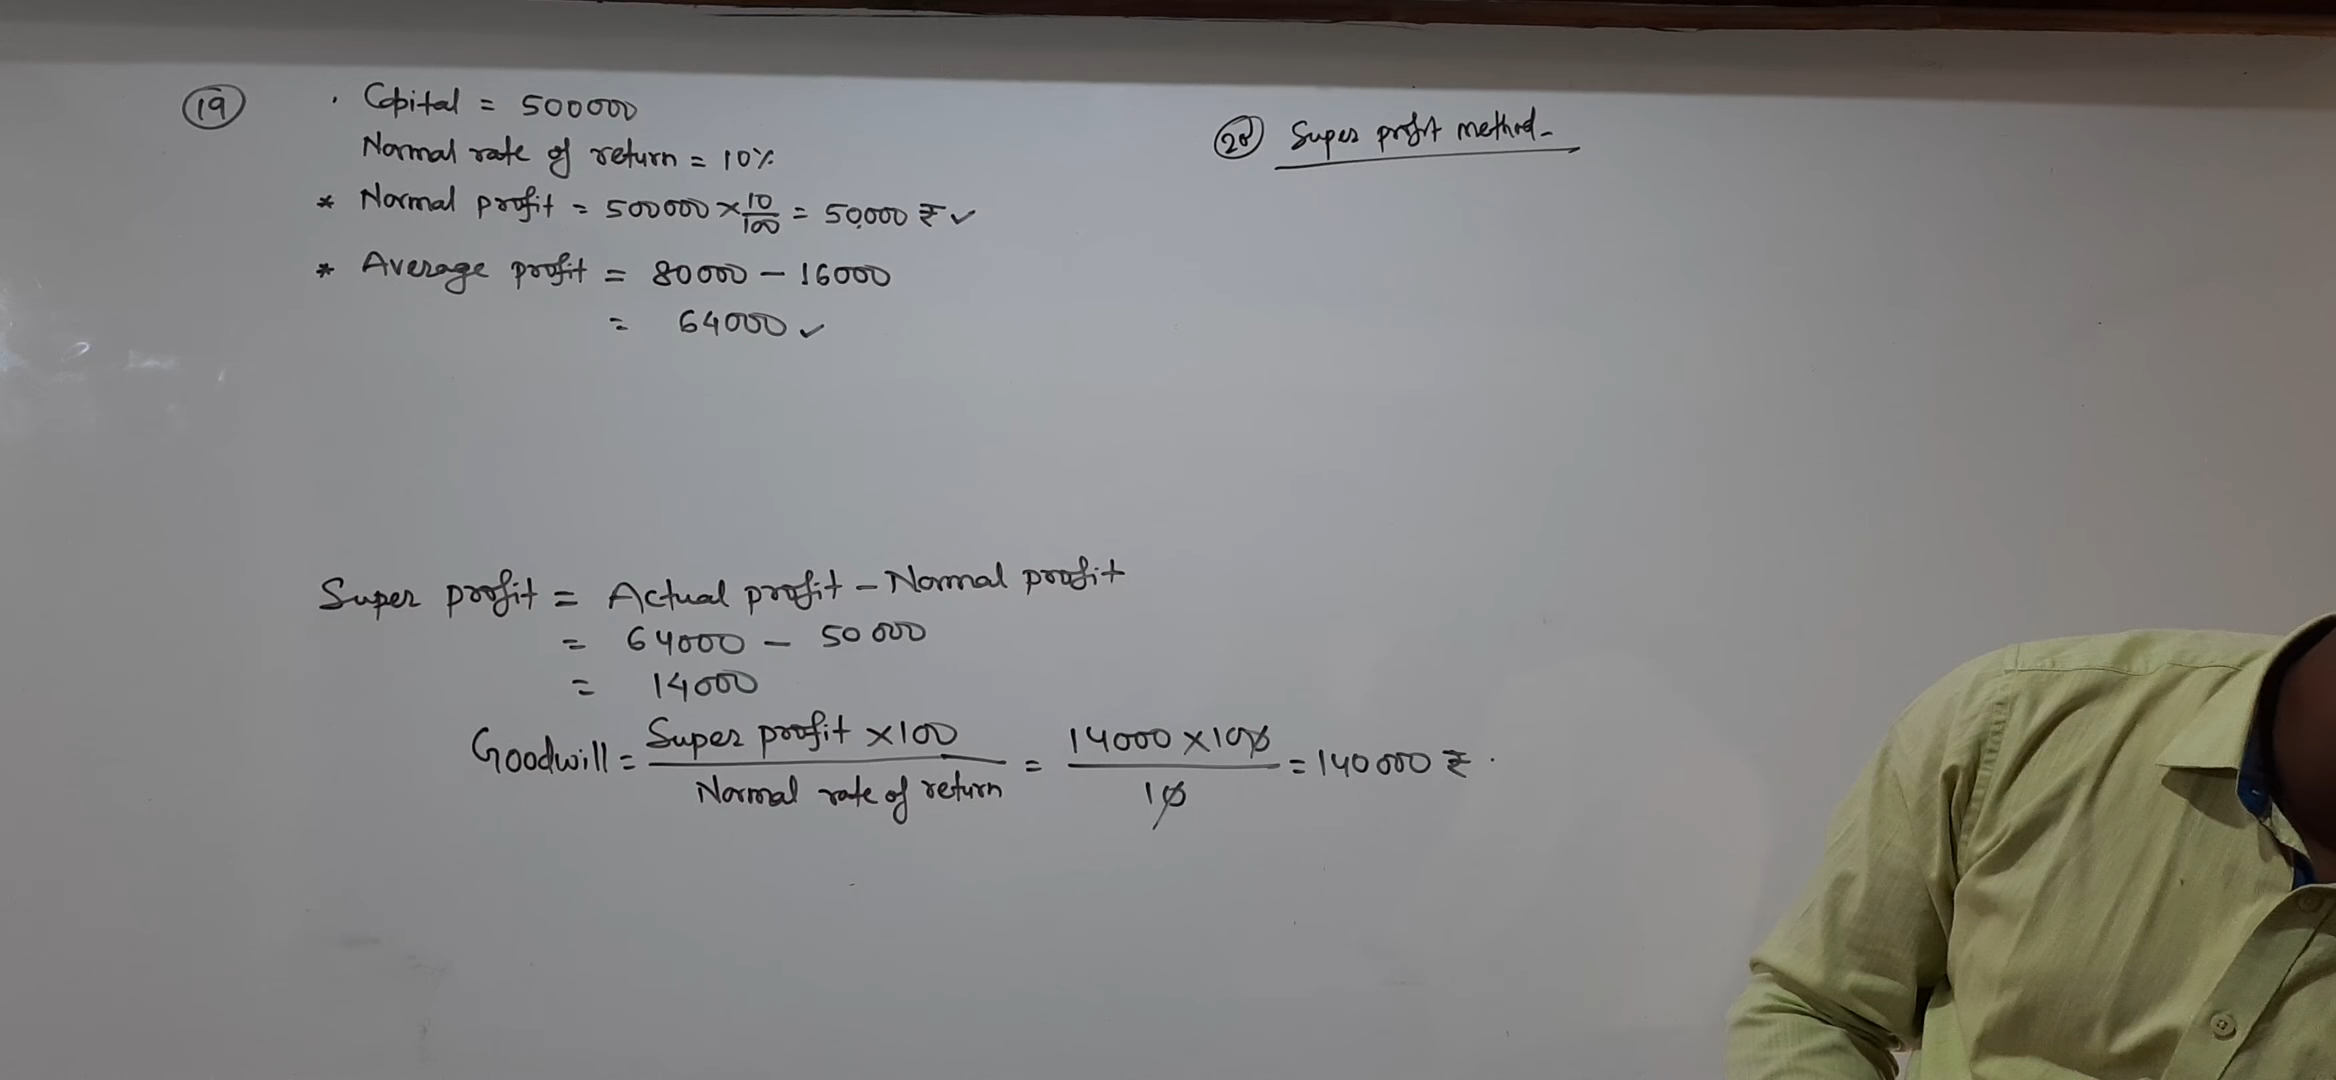 19
. Capital = 500000
Normal rate of return = 10%
* Normal profit = 500000 × 10/100 = 50,000 ₹ ✓
* Average profit = 80000 – 16000
= 64000 ✓
Super profit = Actual profit – Normal profit
= 64000 – 50000
= 14000
Goodwill = Super profit ×100 / Normal rate of return = 14000 ×100 / 10 = 140000 ₹ .
20 Super profit method-